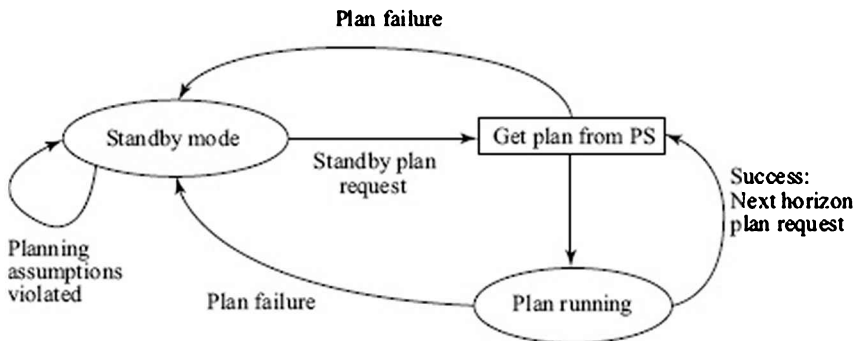 Plan failure
Standby mode
Get plan from PS
Standby plan
request
Success:
Next horizon
plan request
Planning
assumptions
violated
Plan failure
Plan running